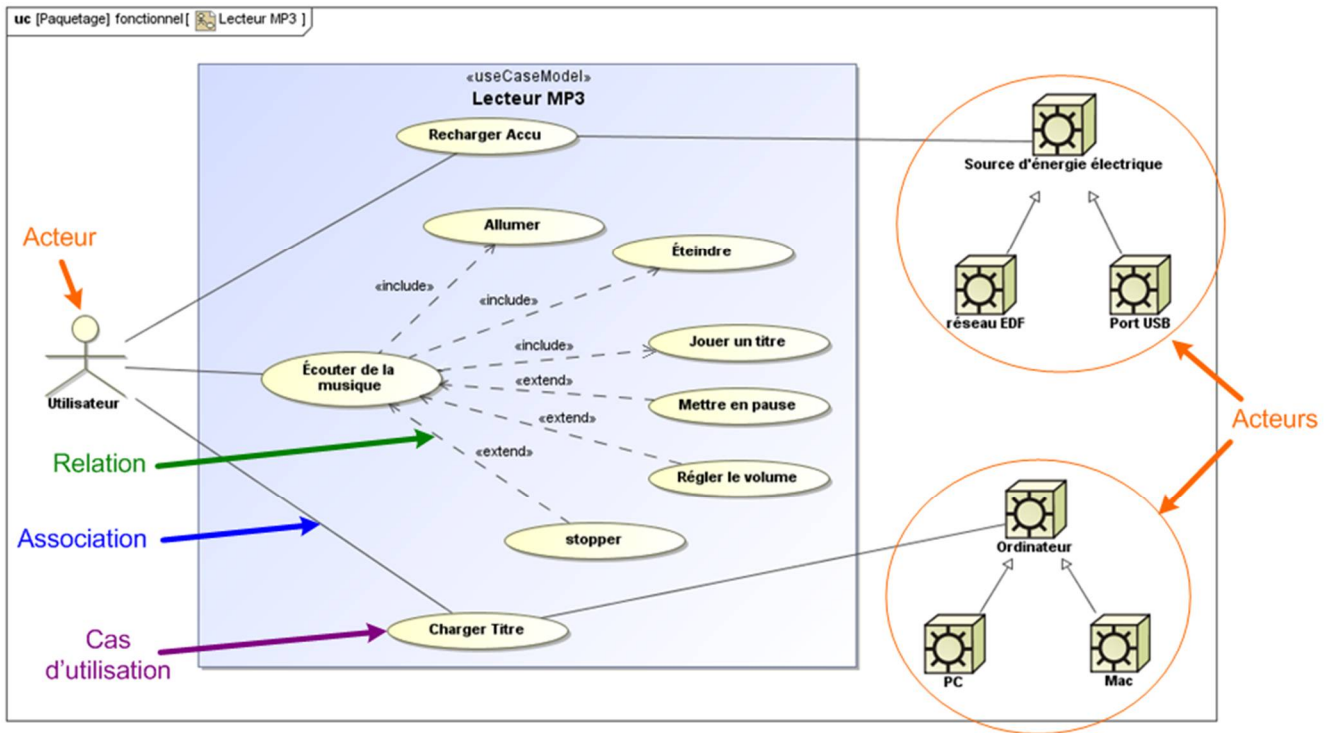 uc [Paquetage] fonctionnel[ Lecteur MP3 ]
«useCaseModel»
Lecteur MP3
Recharger Accu
Source d'énergie électrique
Allumer
Acteur
Éteindre
«include»
«include»
réseau EDF
Port USB
Jouer un titre
«include»
Écouter de la
musique
«extend»
Mettre en pause
Utilisateur
«extend»
Acteurs
«extend»
Relation
Régler le volume
stopper
Association
Ordinateur
Charger Titre
Cas
d'utilisation
PC
Mac